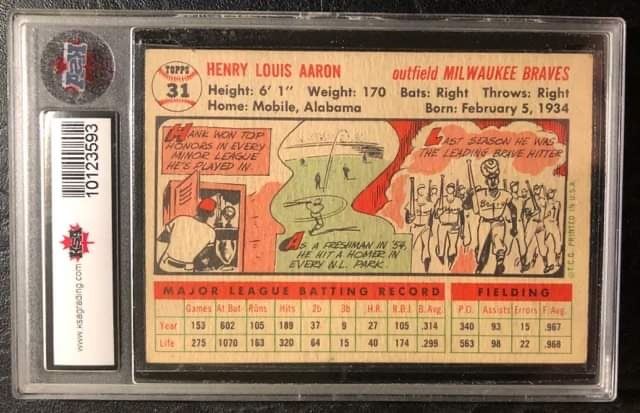 KSA
10123593
KSA
www.ksagrading.com
TOPPS
31
HENRY LOUIS AARON outfield MILWAUKEE BRAVES
Height: 6' 1" Weight: 170 Bats: Right Throws: Right
Home: Mobile, Alabama Born: February 5, 1934
HANK WON TOP
HONORS IN EVERY
MINOR LEAGUE
HE'S PLAYED IN.
AS A FRESHMAN IN '54,
HE HIT A HOMER IN
EVERY N.L. PARK.
LAST SEASON HE WAS
THE LEADING BRAVE HITTER
© T.C.G. PRINTED IN U.S.A.
MAJOR LEAGUE BATTING RECORD FIELDING
Games At Bat Runs Hits 2b 3b H.R. R.B.I. B.Avg. P.O. Assists Errors F.Avg.
Year 153 602 105 189 37 9 27 105 .314 340 93 15 .967
Life 275 1070 163 320 64 15 40 174 .299 563 98 22 .968